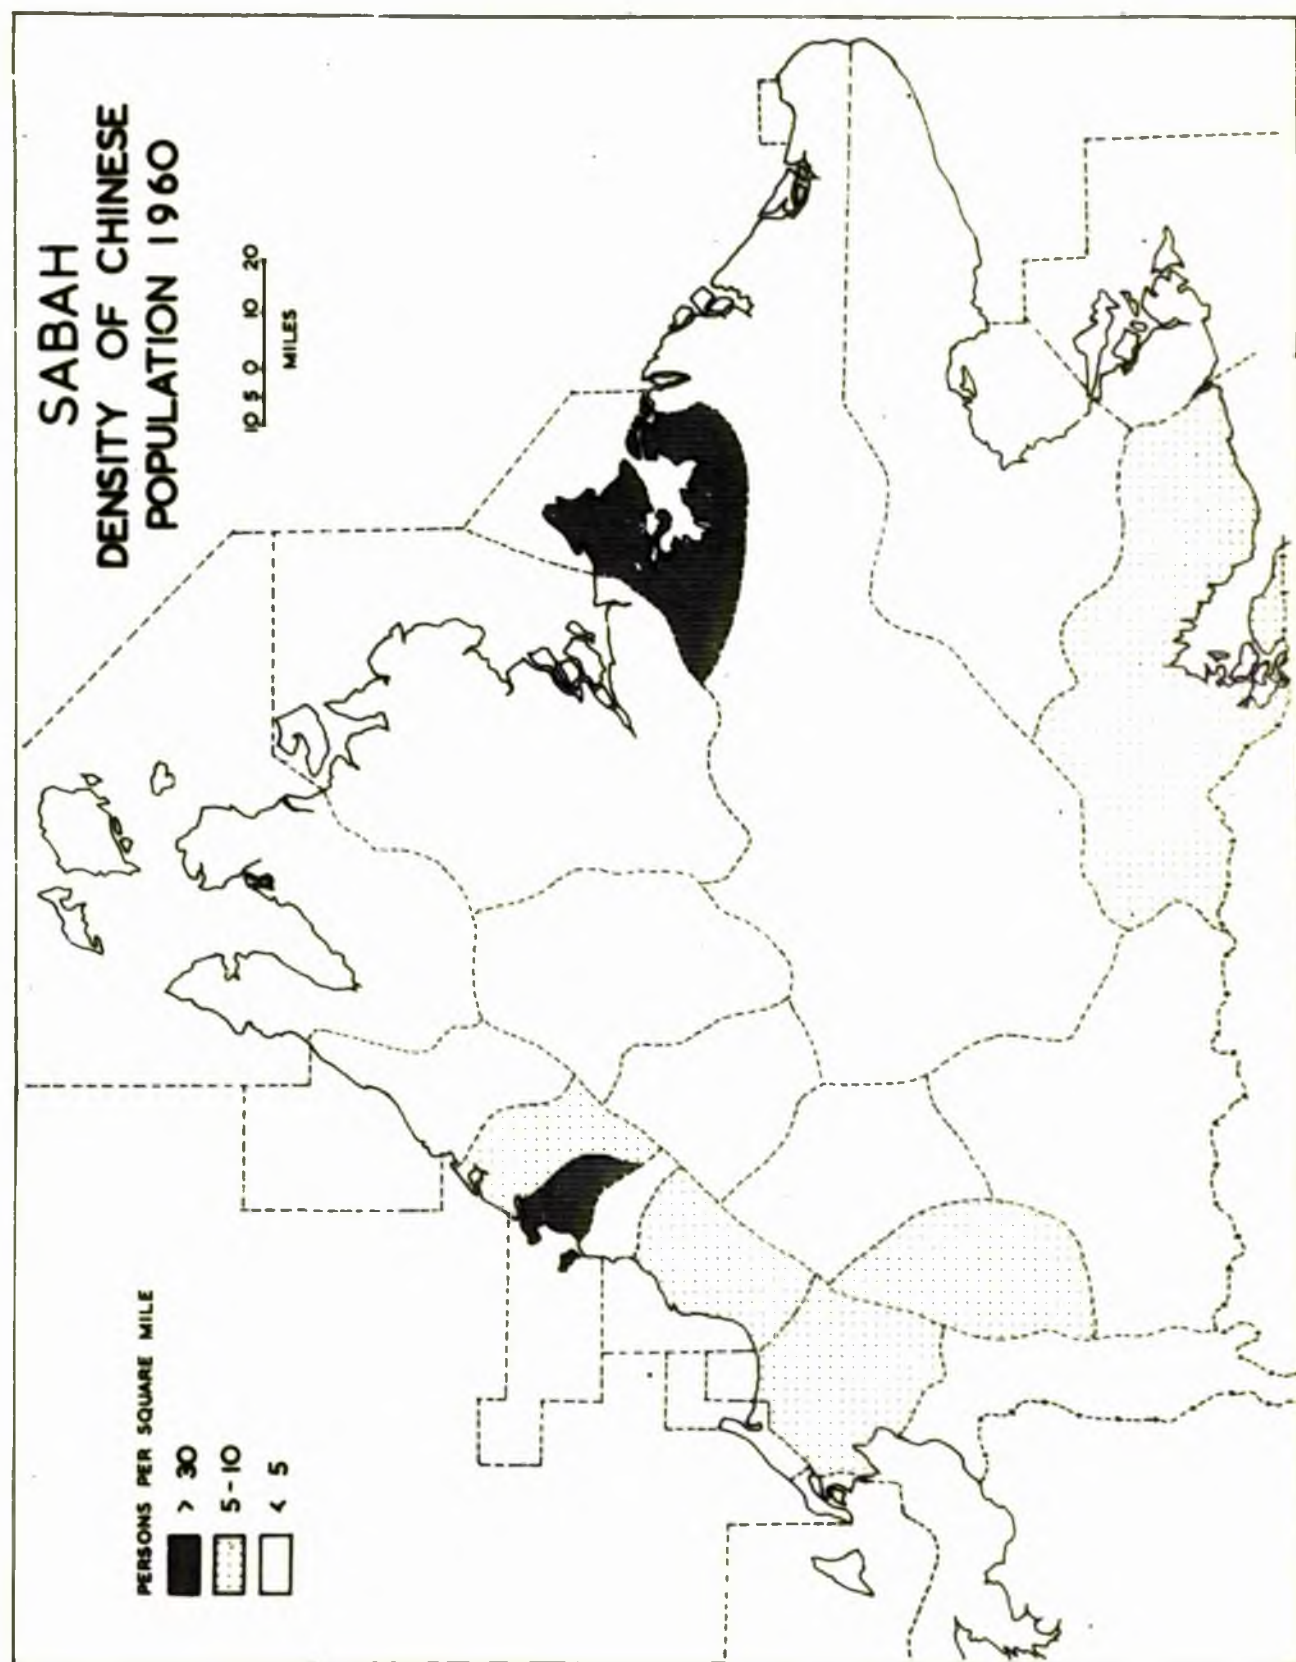 SABAH
DENSITY OF CHINESE
POPULATION 1960
10 5 0 10 20
MILES
PERSONS PER SQUARE MILE
> 30
5-10
< 5